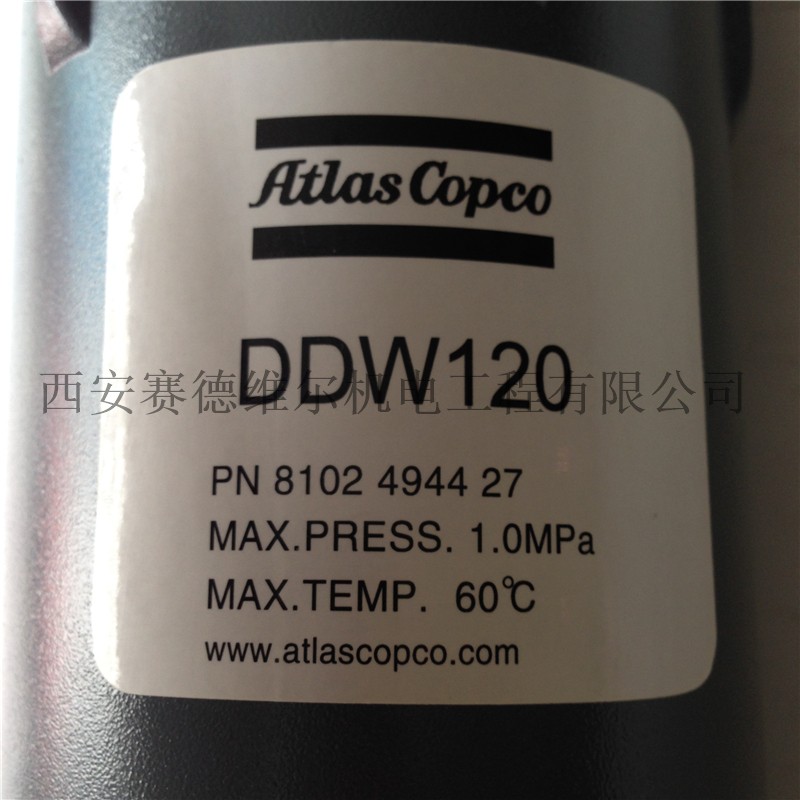 Atlas Copco
DDW120
西安赛德维尔机电工程有限公司
PN 8102 4944 27
MAX.PRESS. 1.0MPa
MAX.TEMP. 60℃
www.atlascopco.com